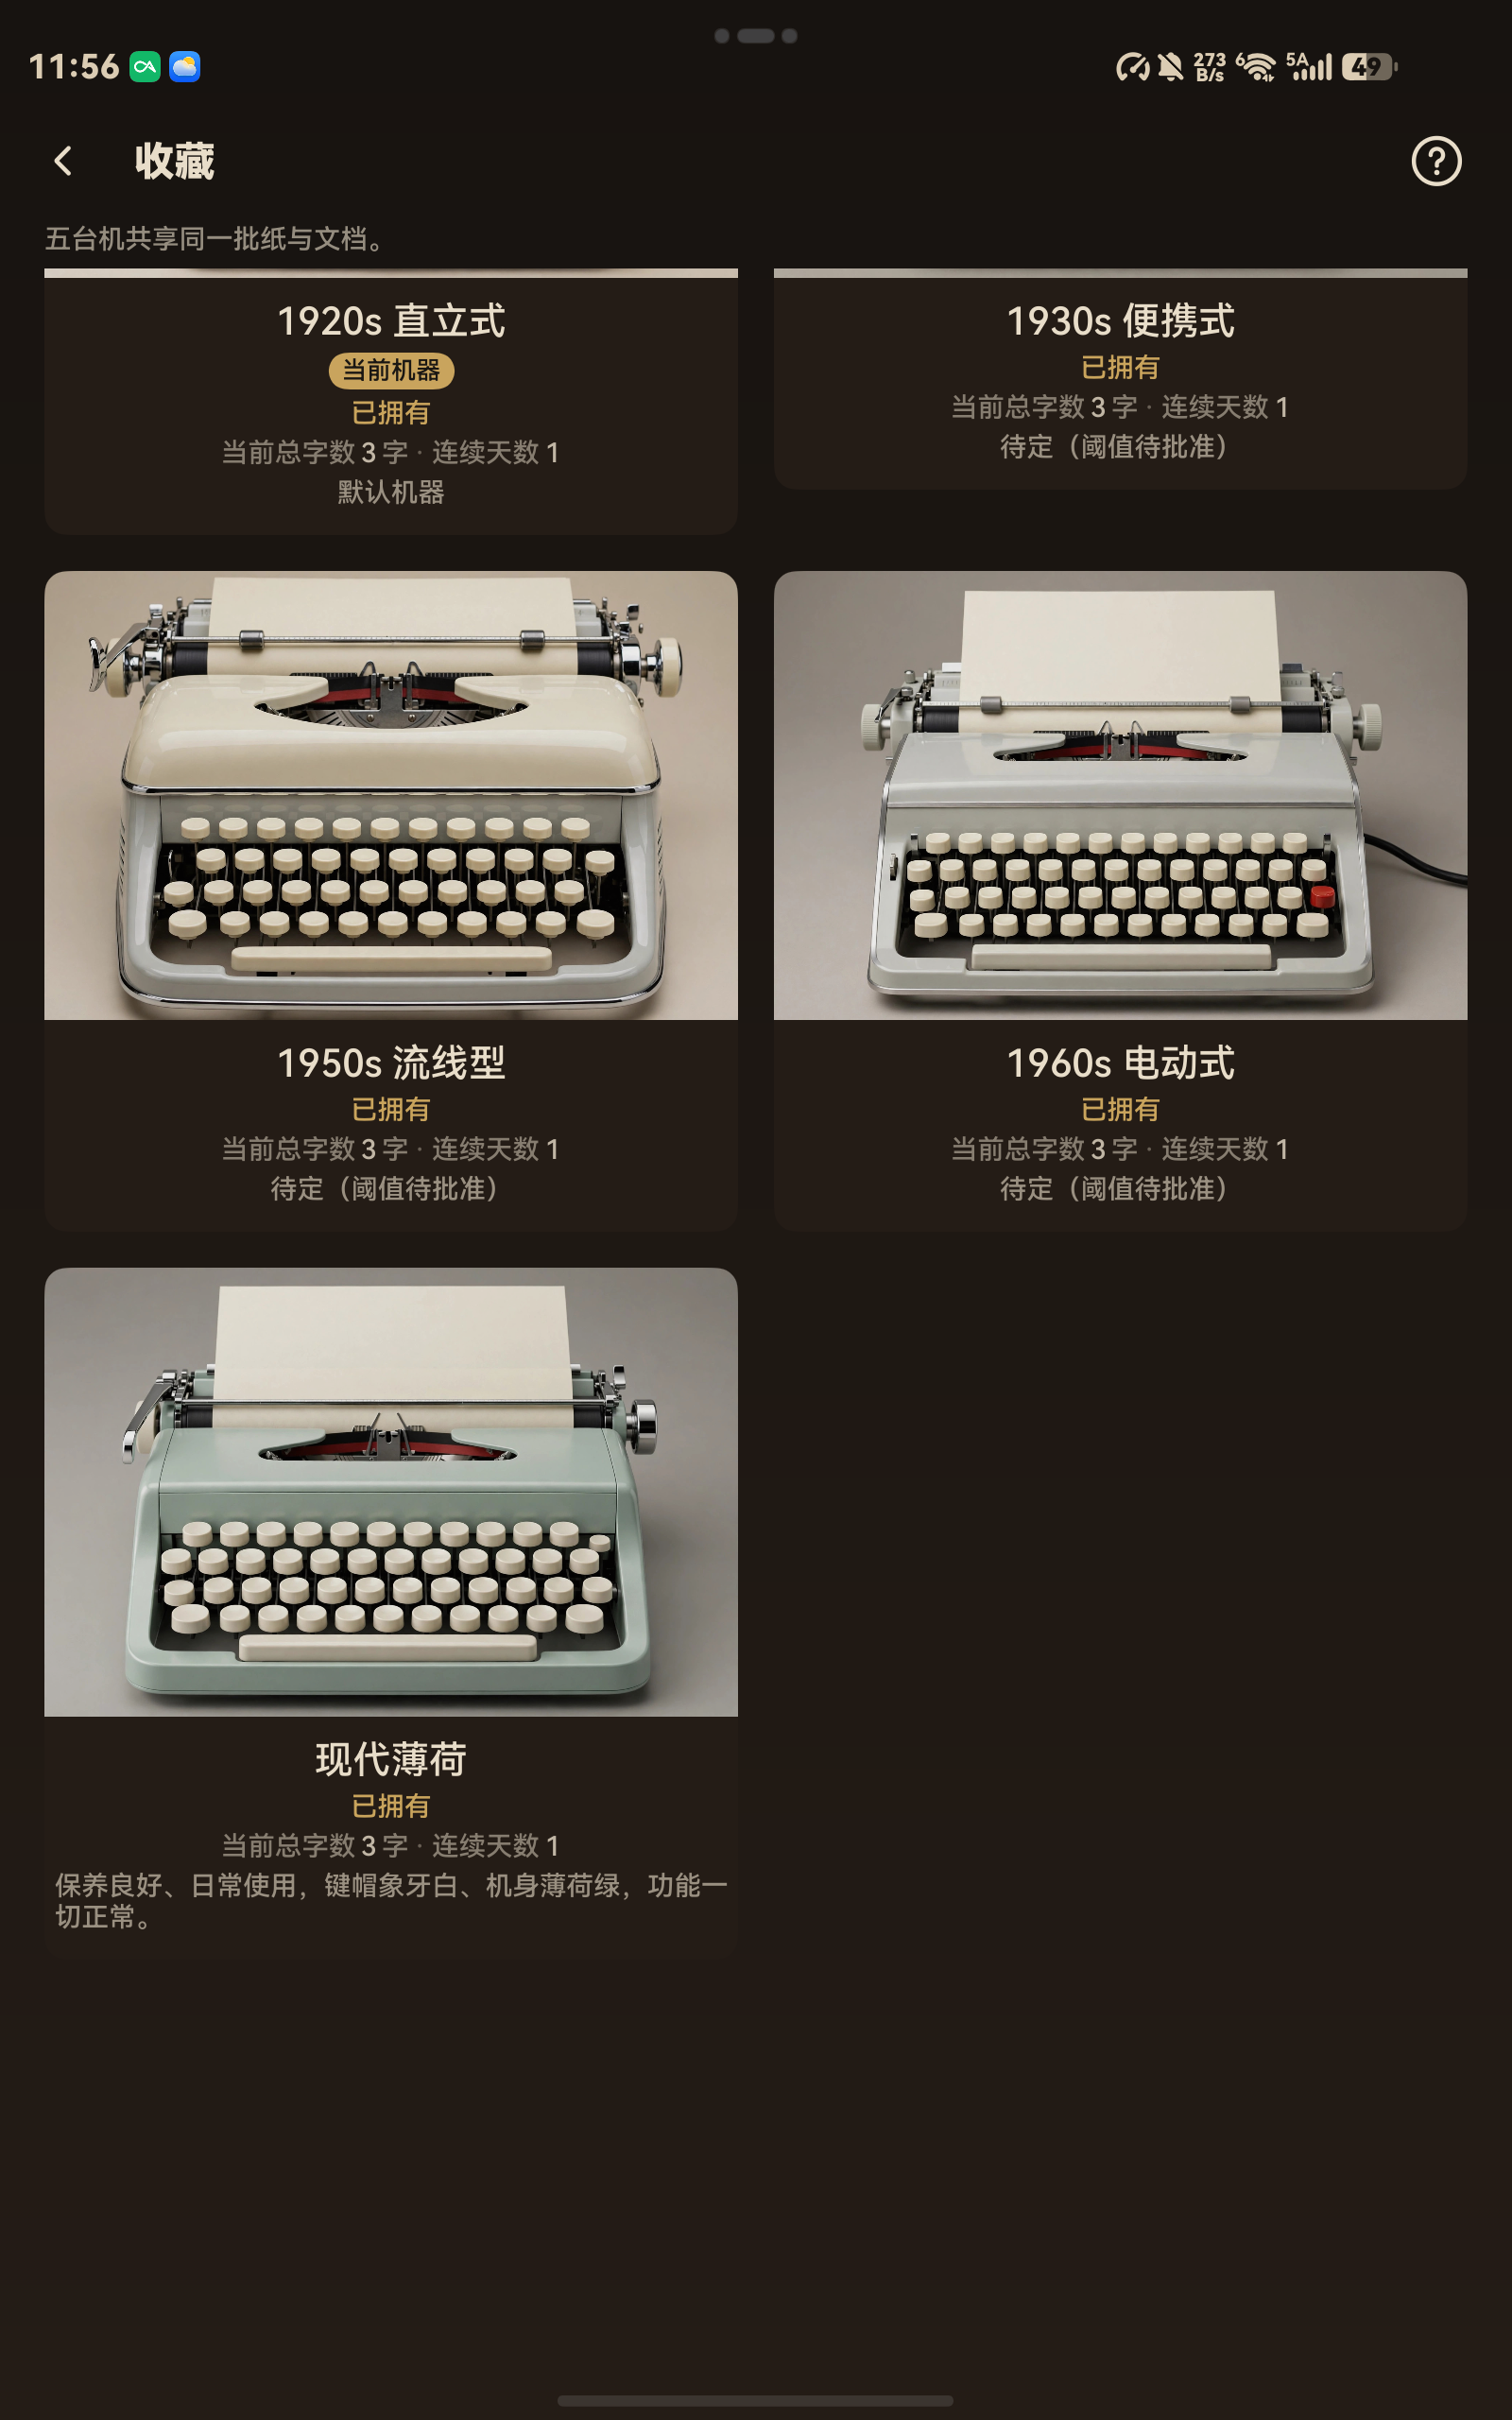 11:56
273
B/s
6
5A
49
收藏
五台机共享同一批纸与文档。
1920s 直立式
当前机器
已拥有
当前总字数 3 字 · 连续天数 1
默认机器
1930s 便携式
已拥有
当前总字数 3 字 · 连续天数 1
待定（阈值待批准）
1950s 流线型
已拥有
当前总字数 3 字 · 连续天数 1
待定（阈值待批准）
1960s 电动式
已拥有
当前总字数 3 字 · 连续天数 1
待定（阈值待批准）
现代薄荷
已拥有
当前总字数 3 字 · 连续天数 1
保养良好、日常使用，键帽象牙白、机身薄荷绿，功能一
切正常。